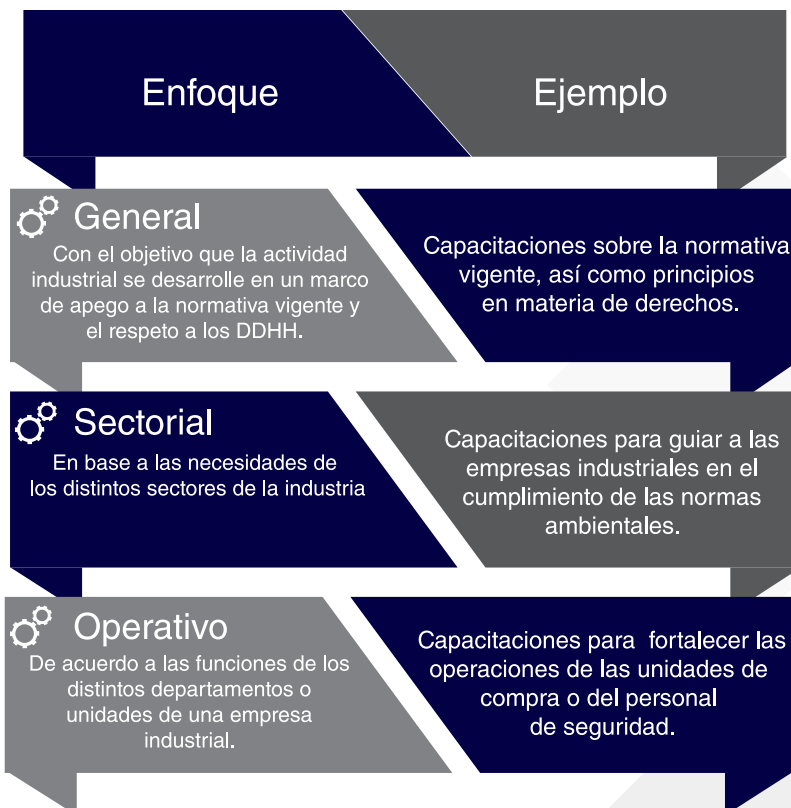 Enfoque
Ejemplo
General
Con el objetivo que la actividad
industrial se desarrolle en un marco
de apego a la normativa vigente y
el respeto a los DDHH.
Capacitaciones sobre la normativa
vigente, así como principios
en materia de derechos.
Sectorial
En base a las necesidades de
los distintos sectores de la industria
Capacitaciones para guiar a las
empresas industriales en el
cumplimiento de las normas
ambientales.
Operativo
De acuerdo a las funciones de los
distintos departamentos o
unidades de una empresa
industrial.
Capacitaciones para fortalecer las
operaciones de las unidades de
compra o del personal
de seguridad.